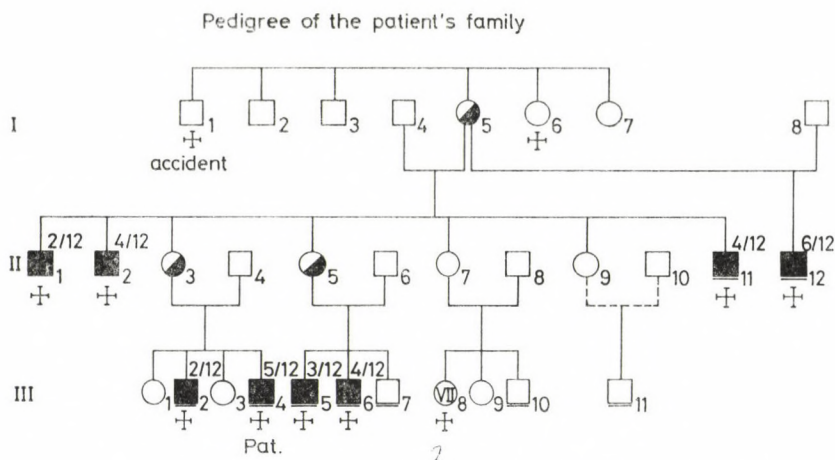 Pedigree of the patient's family
I 1 2 3 4 5 6 7 8
accident
2/12 4/12 4/12 6/12
II 1 2 3 4 5 6 7 8 9 10 11 12
2/12 5/12 3/12 4/12 VII
III 1 2 3 4 5 6 7 8 9 10 11
Pat.